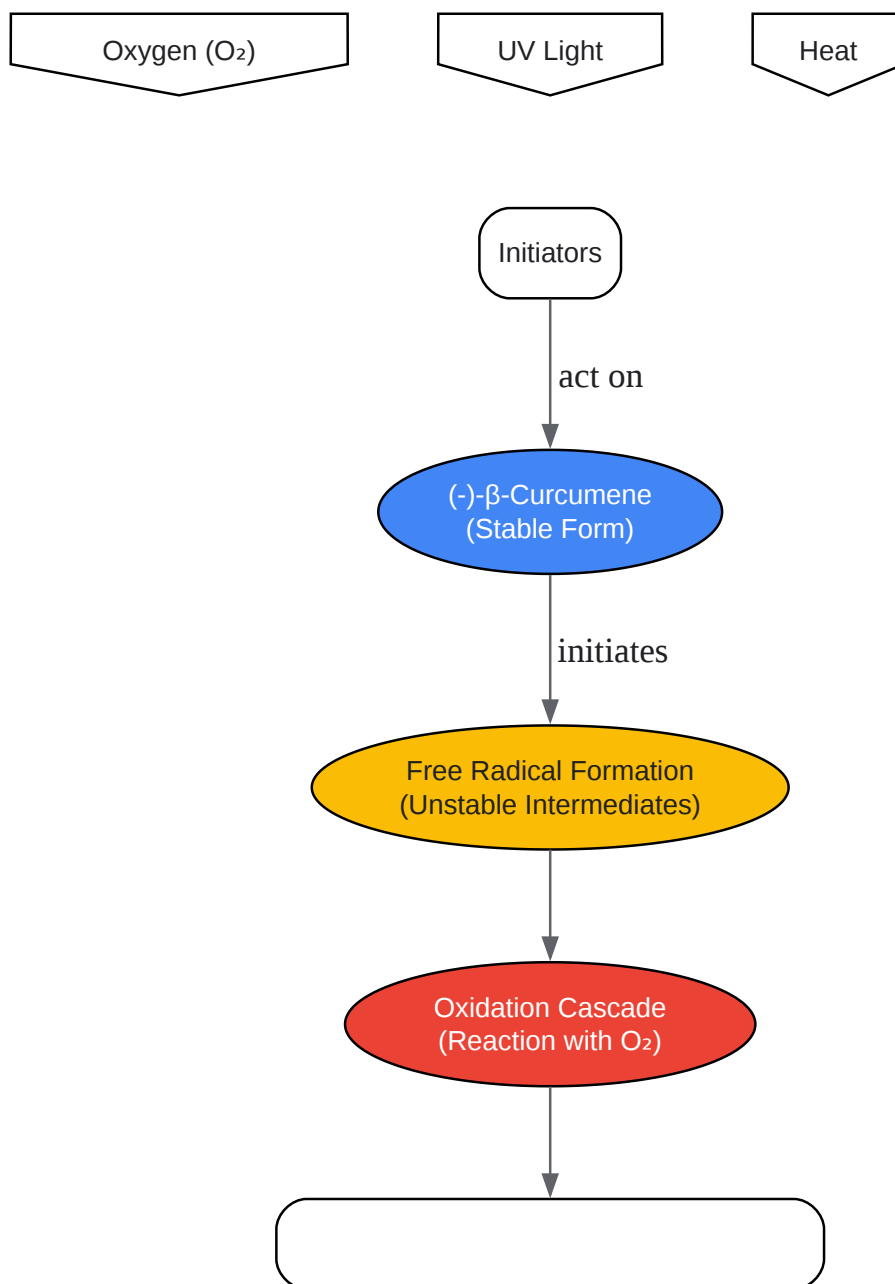 Oxygen (O₂)
UV Light
Heat
Initiators
act on
(-)-β-Curcumene
(Stable Form)
initiates
Free Radical Formation
(Unstable Intermediates)
Oxidation Cascade
(Reaction with O₂)